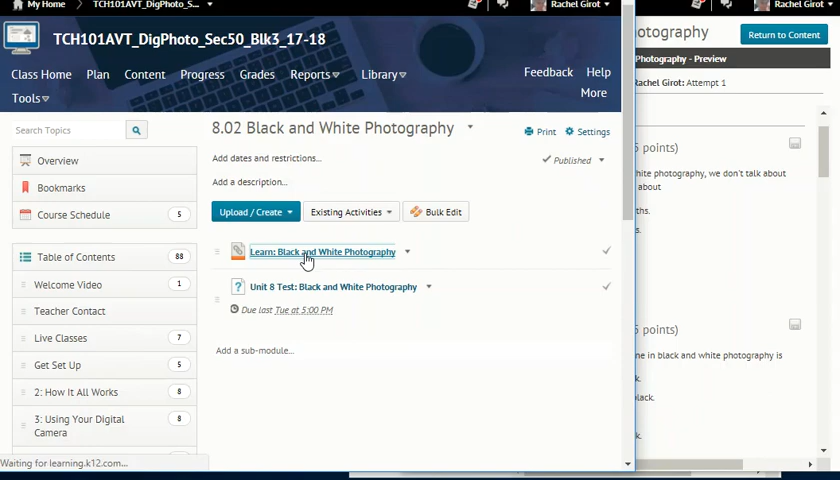 My Home
TCH101AVT_DigPhoto_S...
Rachel Girot
Rachel Girot
TCH101AVT_DigPhoto_Sec50_Blk3_17-18
Class Home Plan Content Progress Grades Reports Library
Feedback Help
Tools
More
Search Topics
Overview
Bookmarks
Course Schedule 5
Table of Contents 88
Welcome Video 1
Teacher Contact
Live Classes 7
Get Set Up 5
2: How It All Works 8
3: Using Your Digital 8
Camera
8.02 Black and White Photography
Print Settings
Add dates and restrictions...
Published
Add a description...
Upload / Create Existing Activities Bulk Edit
Learn: Black and White Photography
Unit 8 Test: Black and White Photography
Due last Tue at 5:00 PM
Add a sub-module...
Waiting for learning.k12.com...
otography
Return to Content
Photography - Preview
Rachel Girot: Attempt 1
5 points)
hite photography, we don't talk about
about
ths.
s.
5 points)
ne in black and white photography is
k.
black.
k.